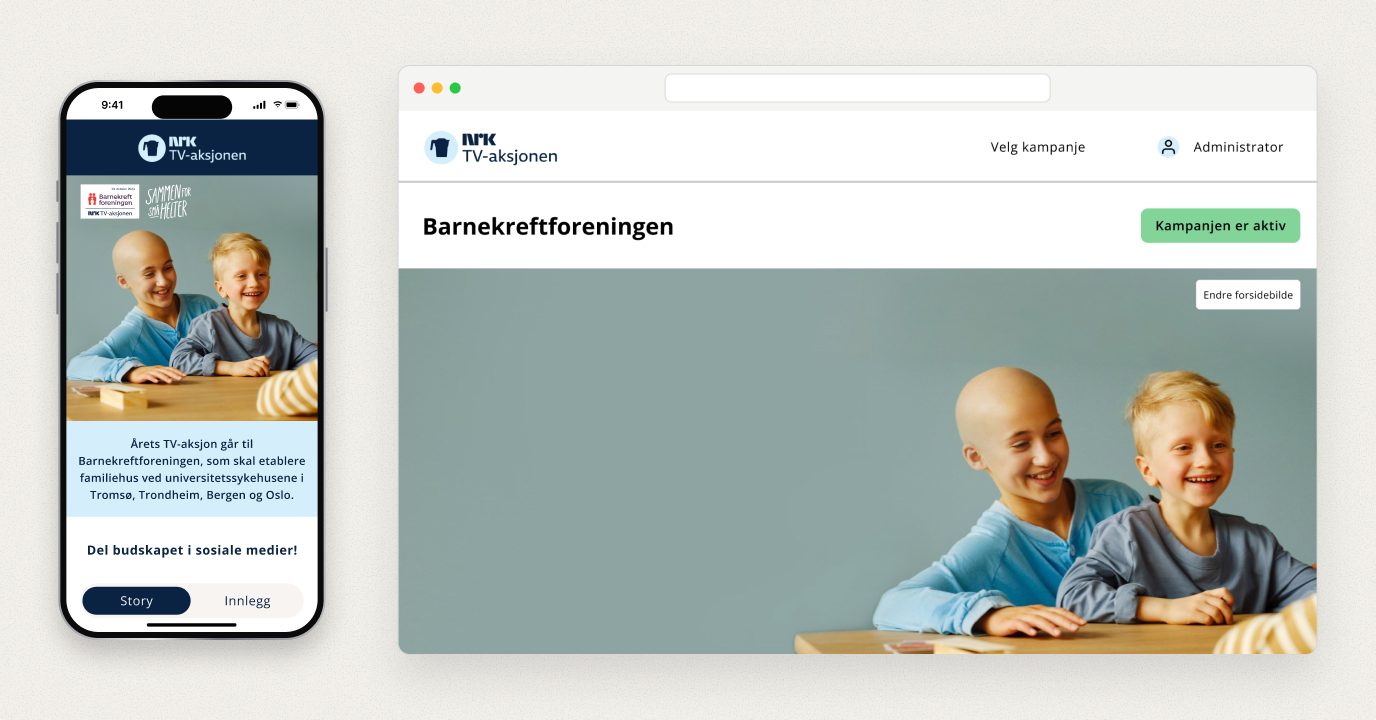 9:41
NRK
TV-aksjonen
Barnekreft
foreningen
NRK TV-aksjonen
SAMMEN FOR
SMÅ HELTER
Årets TV-aksjon går til
Barnekreftforeningen, som skal etablere
familiehus ved universitetssykehusene i
Tromsø, Trondheim, Bergen og Oslo.
Del budskapet i sosiale medier!
Story
Innlegg
NRK
TV-aksjonen
Velg kampanje
Administrator
Barnekreftforeningen
Kampanjen er aktiv
Endre forsidebilde